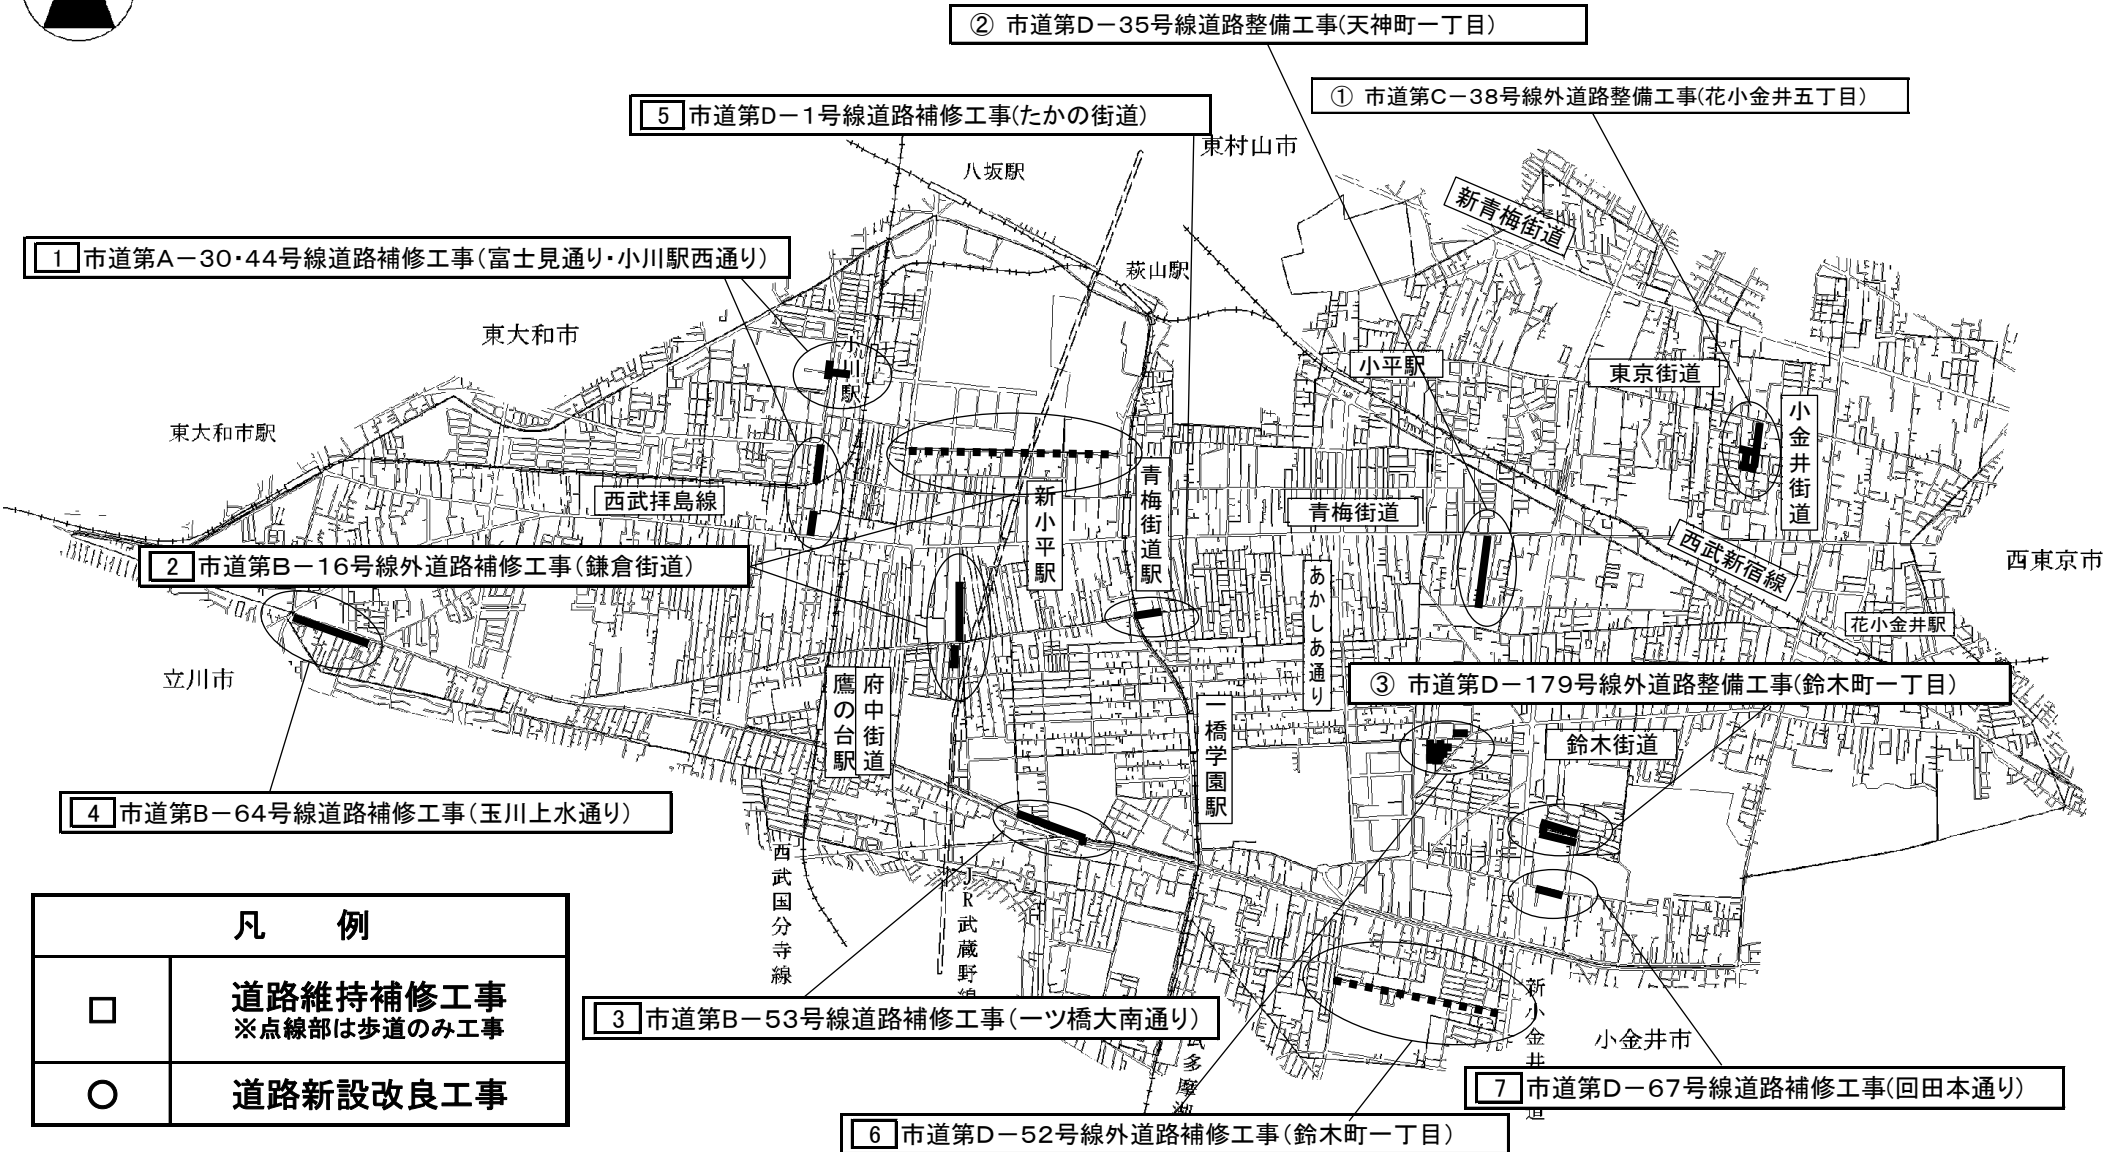 ② 市道第D－35号線道路整備工事(天神町一丁目)
① 市道第C－38号線外道路整備工事(花小金井五丁目)
5 市道第D－1号線道路補修工事(たかの街道)
東村山市
八坂駅
新青梅街道
1 市道第A－30・44号線道路補修工事(富士見通り・小川駅西通り)
萩山駅
東大和市
小川駅
小平駅
東京街道
小金井街道
東大和市駅
西武拝島線
新小平駅
青梅街道駅
青梅街道
西武新宿線
西東京市
2 市道第B－16号線外道路補修工事(鎌倉街道)
あかしあ通り
花小金井駅
立川市
鷹の台駅
府中街道
③ 市道第D－179号線外道路整備工事(鈴木町一丁目)
一橋学園駅
鈴木街道
4 市道第B－64号線道路補修工事(玉川上水通り)
西武国分寺線
JR武蔵野線
凡 例
□ 道路維持補修工事
※点線部は歩道のみ工事
○ 道路新設改良工事
3 市道第B－53号線道路補修工事(一ツ橋大南通り)
武多摩湖
新小金井
道
小金井市
7 市道第D－67号線道路補修工事(回田本通り)
6 市道第D－52号線外道路補修工事(鈴木町一丁目)